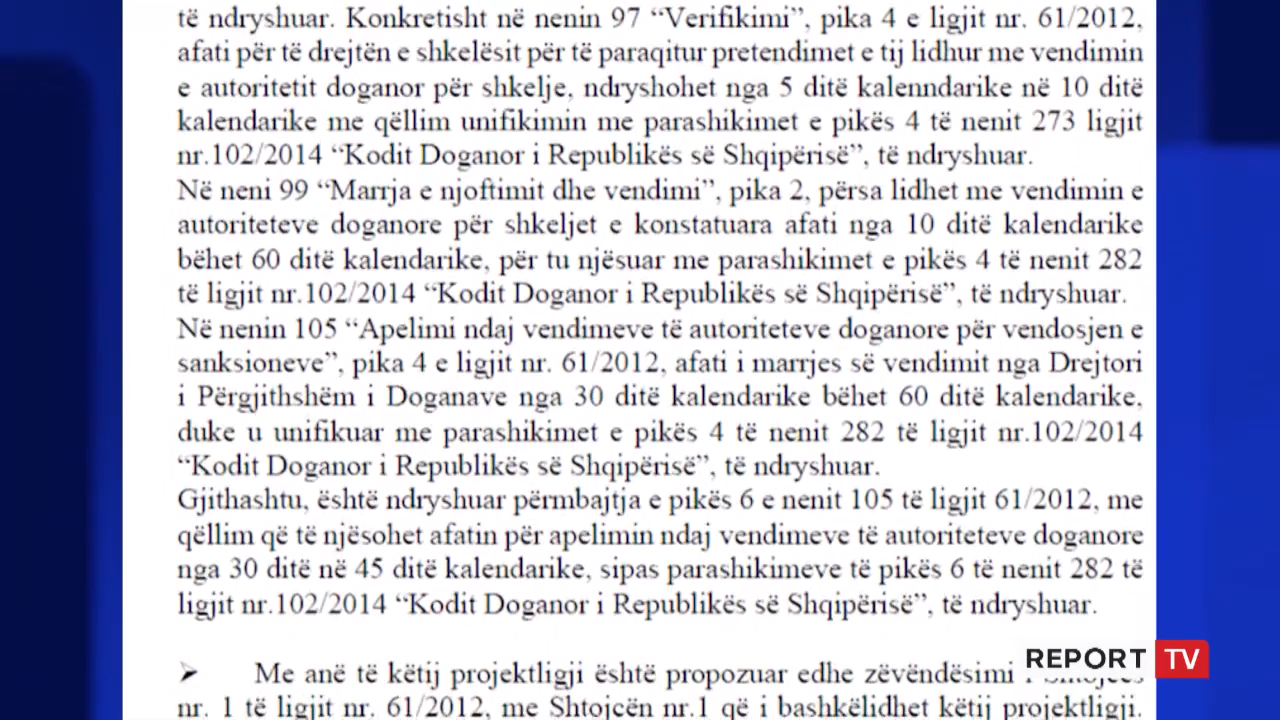 të ndryshuar. Konkretisht në nenin 97 “Verifikimi”, pika 4 e ligjit nr. 61/2012,
afati për të drejtën e shkelësit për të paraqitur pretendimet e tij lidhur me vendimin
e autoritetit doganor për shkelje, ndryshohet nga 5 ditë kalenndarike në 10 ditë
kalendarike me qëllim unifikimin me parashikimet e pikës 4 të nenit 273 ligjit
nr.102/2014 “Kodit Doganor i Republikës së Shqipërisë”, të ndryshuar.
Në neni 99 “Marrja e njoftimit dhe vendimi”, pika 2, përsa lidhet me vendimin e
autoriteteve doganore për shkeljet e konstatuara afati nga 10 ditë kalendarike
bëhet 60 ditë kalendarike, për tu njësuar me parashikimet e pikës 4 të nenit 282
të ligjit nr.102/2014 “Kodit Doganor i Republikës së Shqipërisë”, të ndryshuar.
Në nenin 105 “Apelimi ndaj vendimeve të autoriteteve doganore për vendosjen e
sanksioneve”, pika 4 e ligjit nr. 61/2012, afati i marrjes së vendimit nga Drejtori
i Përgjithshëm i Doganave nga 30 ditë kalendarike bëhet 60 ditë kalendarike,
duke u unifikuar me parashikimet e pikës 4 të nenit 282 të ligjit nr.102/2014
“Kodit Doganor i Republikës së Shqipërisë”, të ndryshuar.
Gjithashtu, është ndryshuar përmbajtja e pikës 6 e nenit 105 të ligjit 61/2012, me
qëllim që të njësohet afatin për apelimin ndaj vendimeve të autoriteteve doganore
nga 30 ditë në 45 ditë kalendarike, sipas parashikimeve të pikës 6 të nenit 282 të
ligjit nr.102/2014 “Kodit Doganor i Republikës së Shqipërisë”, të ndryshuar.
➢ Me anë të këtij projektligji është propozuar edhe zëvëndësimi
nr. 1 të ligjit nr. 61/2012, me Shtojcën nr.1 që i bashkëlidhet këtij projektligji.
REPORT TV